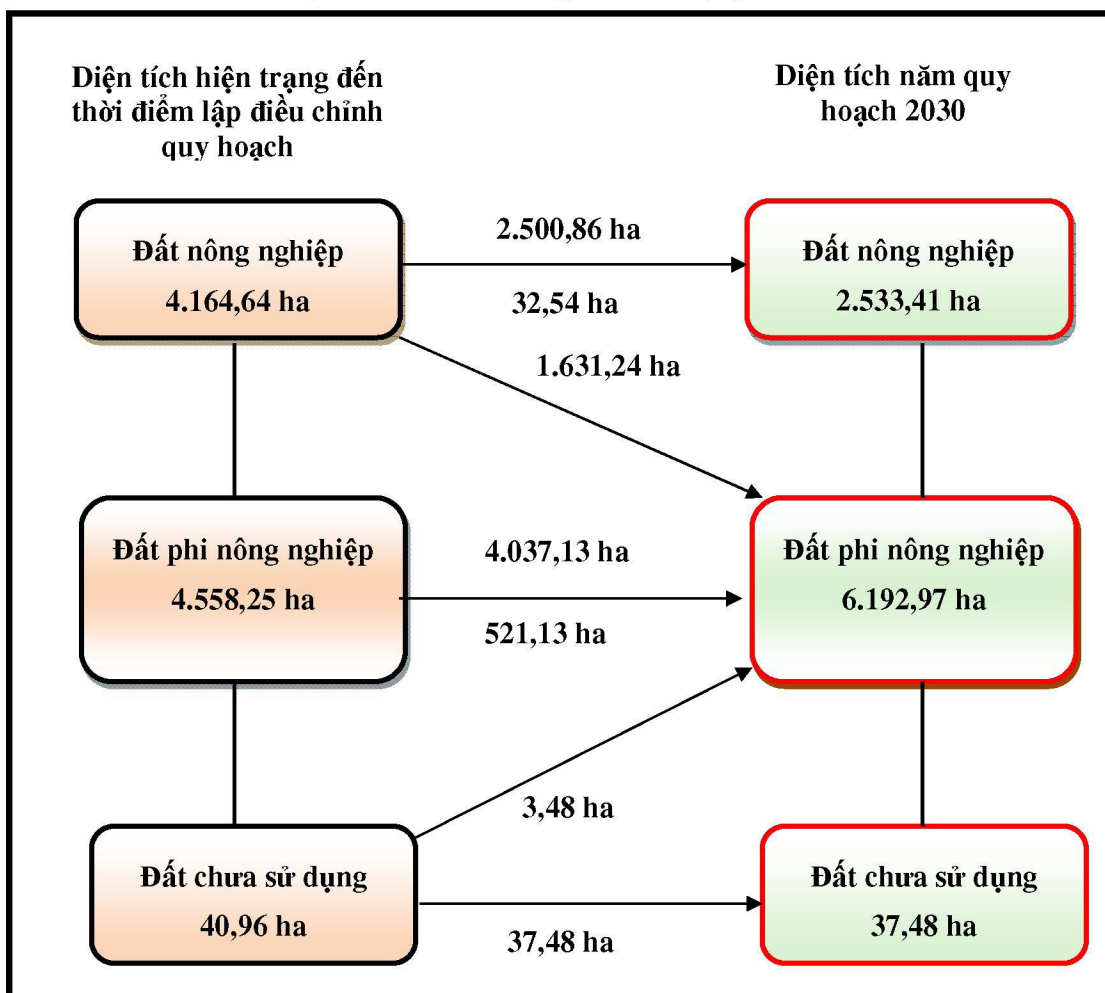 Diện tích hiện trạng đến
thời điểm lập điều chỉnh
quy hoạch
Diện tích năm quy
hoạch 2030
Đất nông nghiệp
4.164,64 ha
2.500,86 ha
32,54 ha
1.631,24 ha
Đất nông nghiệp
2.533,41 ha
Đất phi nông nghiệp
4.558,25 ha
4.037,13 ha
521,13 ha
Đất phi nông nghiệp
6.192,97 ha
3,48 ha
Đất chưa sử dụng
40,96 ha
37,48 ha
Đất chưa sử dụng
37,48 ha